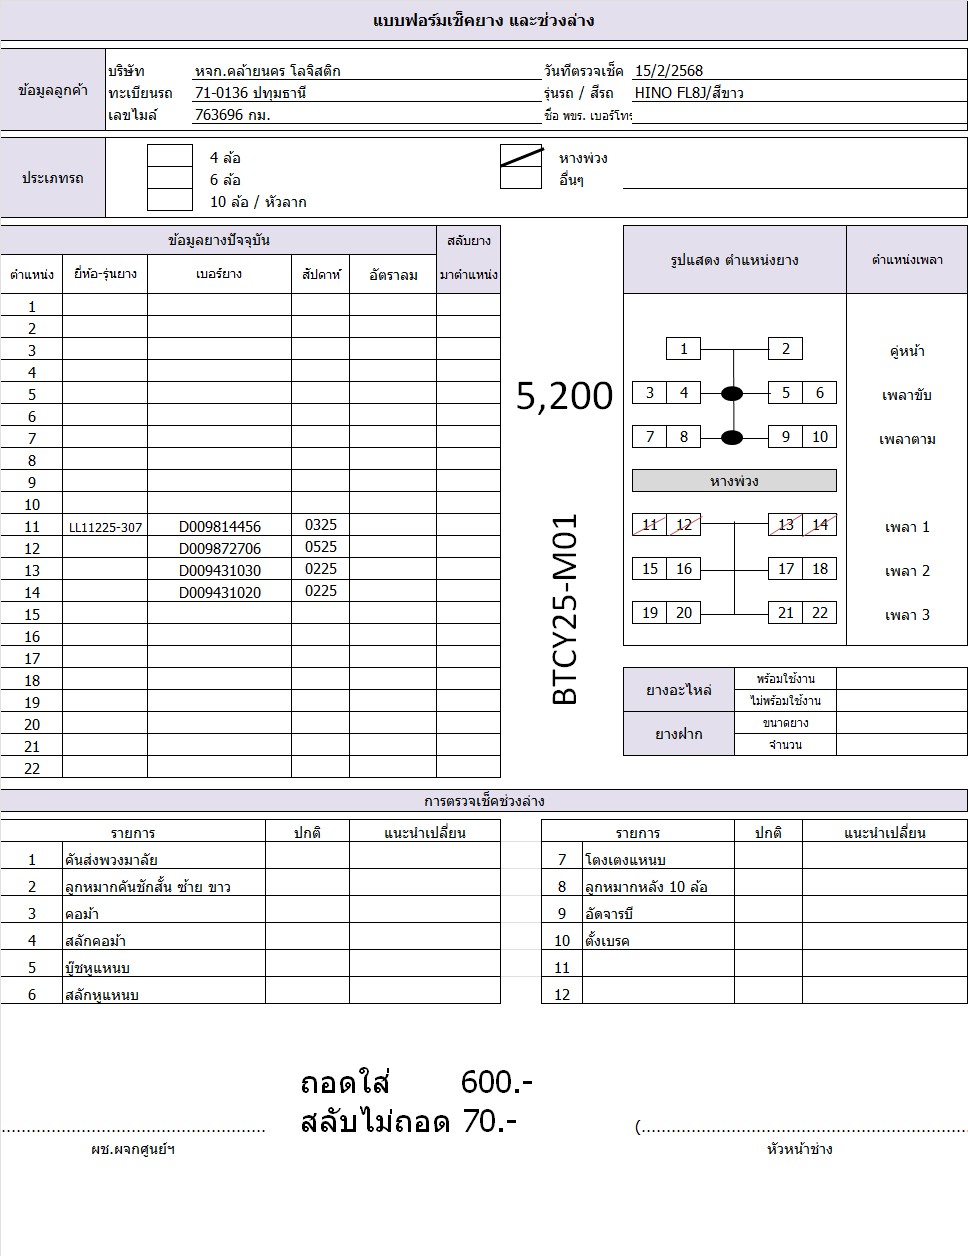 แบบฟอร์มเช็คยาง และช่วงล่าง
ข้อมูลลูกค้า
บริษัท หจก.คล้ายนคร โลจิสติก วันที่ตรวจเช็ค 15/2/2568
ทะเบียนรถ 71-0136 ปทุมธานี รุ่นรถ / สีรถ HINO FL8J/สีขาว
เลขไมล์ 763696 กม. ชื่อ พขร. เบอร์โทร
ประเภทรถ
4 ล้อ หางพ่วง
6 ล้อ อื่นๆ
10 ล้อ / หัวลาก
ข้อมูลยางปัจจุบัน สลับยาง
ตำแหน่ง ยี่ห้อ-รุ่นยาง เบอร์ยาง สัปดาห์ อัตราลม มาตำแหน่ง
1
2
3
4
5
6
7
8
9
10
11 LL11225-307 D009814456 0325
12 D009872706 0525
13 D009431030 0225
14 D009431020 0225
15
16
17
18
19
20
21
22
5,200
BTCY25-M01
รูปแสดง ตำแหน่งยาง ตำแหน่งเพลา
1 2 คู่หน้า
3 4 5 6 เพลาขับ
7 8 9 10 เพลาตาม
หางพ่วง
11 12 13 14 เพลา 1
15 16 17 18 เพลา 2
19 20 21 22 เพลา 3
ยางอะไหล่ พร้อมใช้งาน
ไม่พร้อมใช้งาน
ยางฝาก ขนาดยาง
จำนวน
การตรวจเช็คช่วงล่าง
รายการ ปกติ แนะนำเปลี่ยน รายการ ปกติ แนะนำเปลี่ยน
1 คันส่งพวงมาลัย 7 โตงเตงแหนบ
2 ลูกหมากคันชักสั้น ซ้าย ขาว 8 ลูกหมากหลัง 10 ล้อ
3 คอม้า 9 อัดจารบี
4 สลักคอม้า 10 ตั้งเบรค
5 บู๊ชหูแหนบ 11
6 สลักหูแหนบ 12
ถอดใส่ 600.-
สลับไม่ถอด 70.-
..................................................... (.................................................................
ผช.ผจกศูนย์ฯ หัวหน้าช่าง